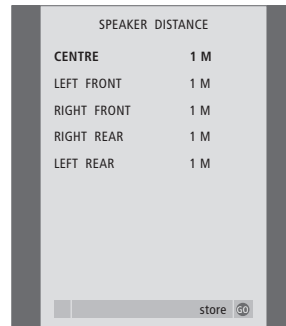 SPEAKER DISTANCE
CENTRE 1 M
LEFT FRONT 1 M
RIGHT FRONT 1 M
RIGHT REAR 1 M
LEFT REAR 1 M
store GO